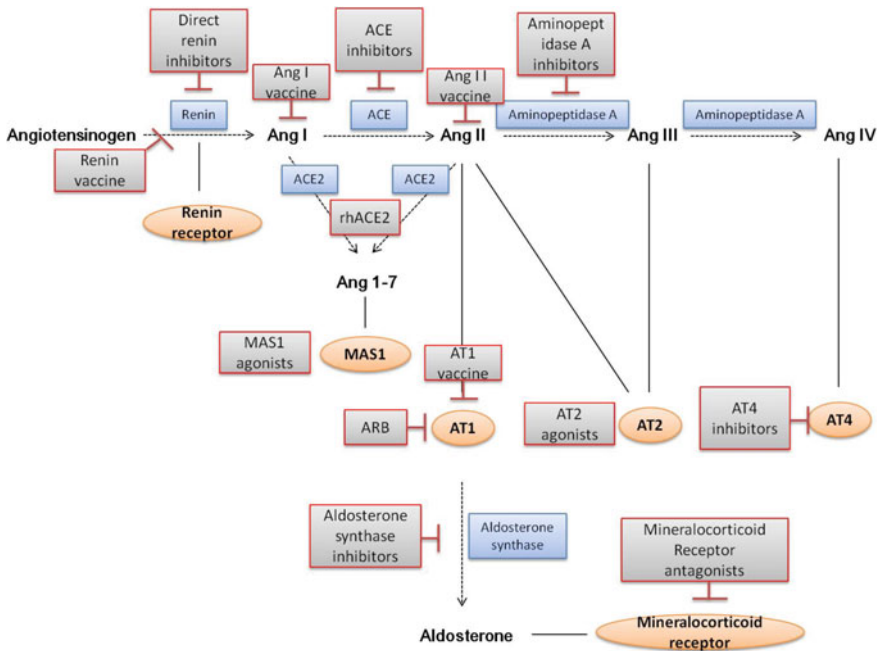 Direct
renin
inhibitors
ACE
inhibitors
Aminopept
idase A
inhibitors
Ang I
vaccine
Ang I I
vaccine
Renin
ACE
Aminopeptidase A
Aminopeptidase A
Angiotensinogen
Ang I
Ang II
Ang III
Ang IV
Renin
vaccine
ACE2
ACE2
Renin
receptor
rhACE2
Ang 1-7
MAS1
agonists
MAS1
AT1
vaccine
ARB
AT1
AT2
agonists
AT2
AT4
inhibitors
AT4
Aldosterone
synthase
inhibitors
Aldosterone
synthase
Mineralocorticoid
Receptor
antagonists
Aldosterone
Mineralocorticoid
receptor